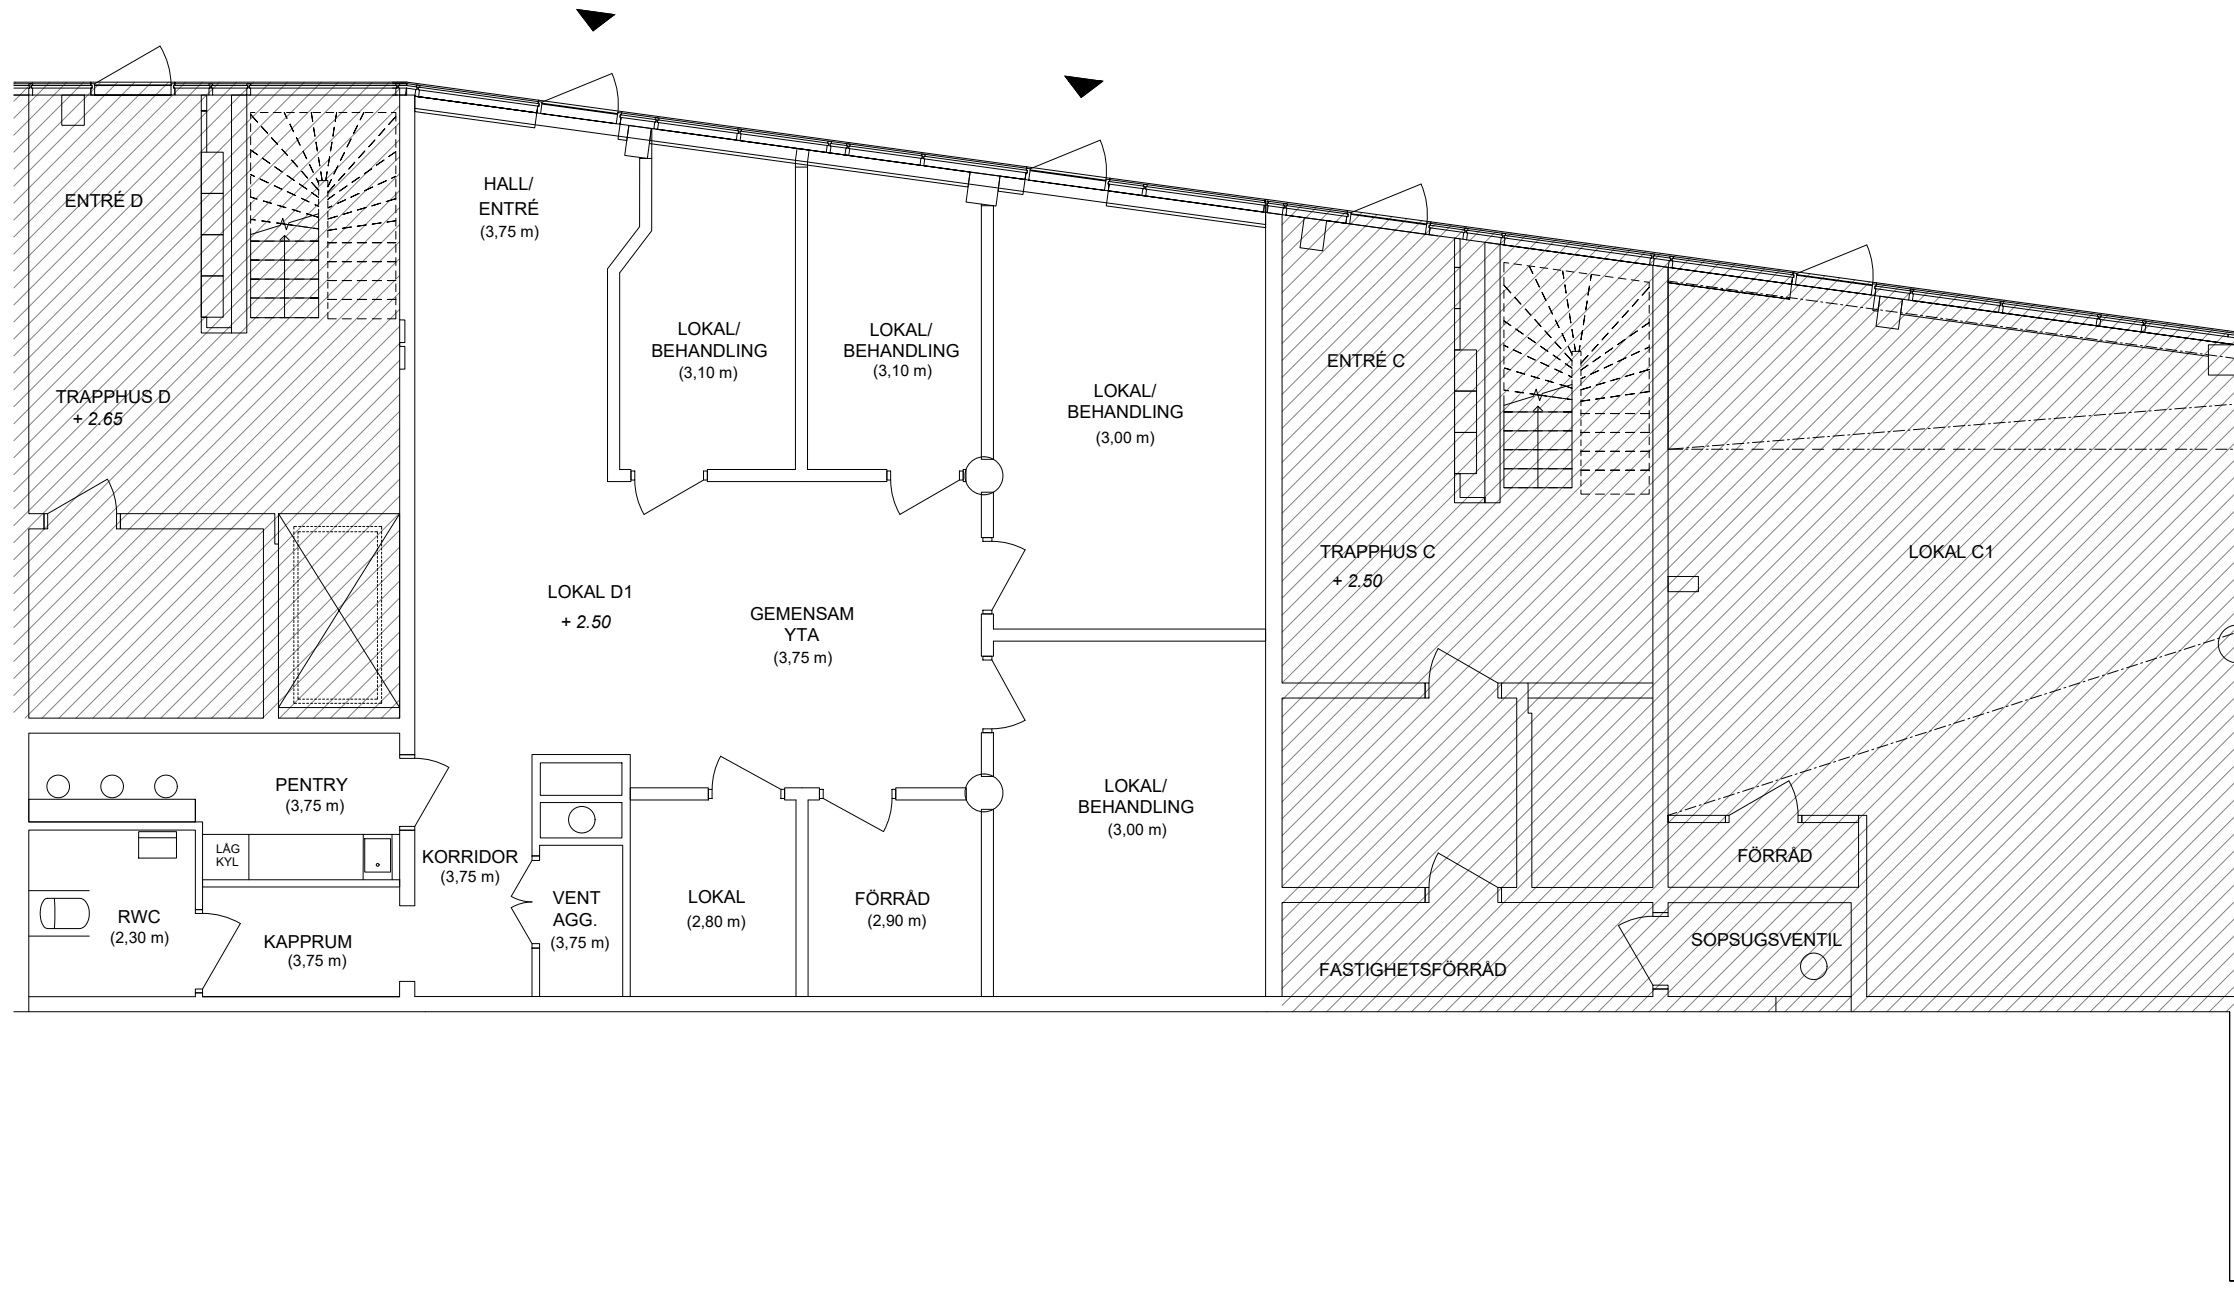 ENTRÉ D
TRAPPHUS D
+ 2.65
HALL/
ENTRÉ
(3,75 m)
LOKAL/
BEHANDLING
(3,10 m)
LOKAL/
BEHANDLING
(3,10 m)
LOKAL/
BEHANDLING
(3,00 m)
ENTRÉ C
TRAPPHUS C
+ 2.50
LOKAL C1
LOKAL D1
+ 2.50
GEMENSAM
YTA
(3,75 m)
PENTRY
(3,75 m)
LÅG
KYL
KORRIDOR
(3,75 m)
RWC
(2,30 m)
KAPPRUM
(3,75 m)
VENT
AGG.
(3,75 m)
LOKAL
(2,80 m)
FÖRRÅD
(2,90 m)
LOKAL/
BEHANDLING
(3,00 m)
FÖRRÅD
SOPSUGSVENTIL
FASTIGHETSFÖRRÅD